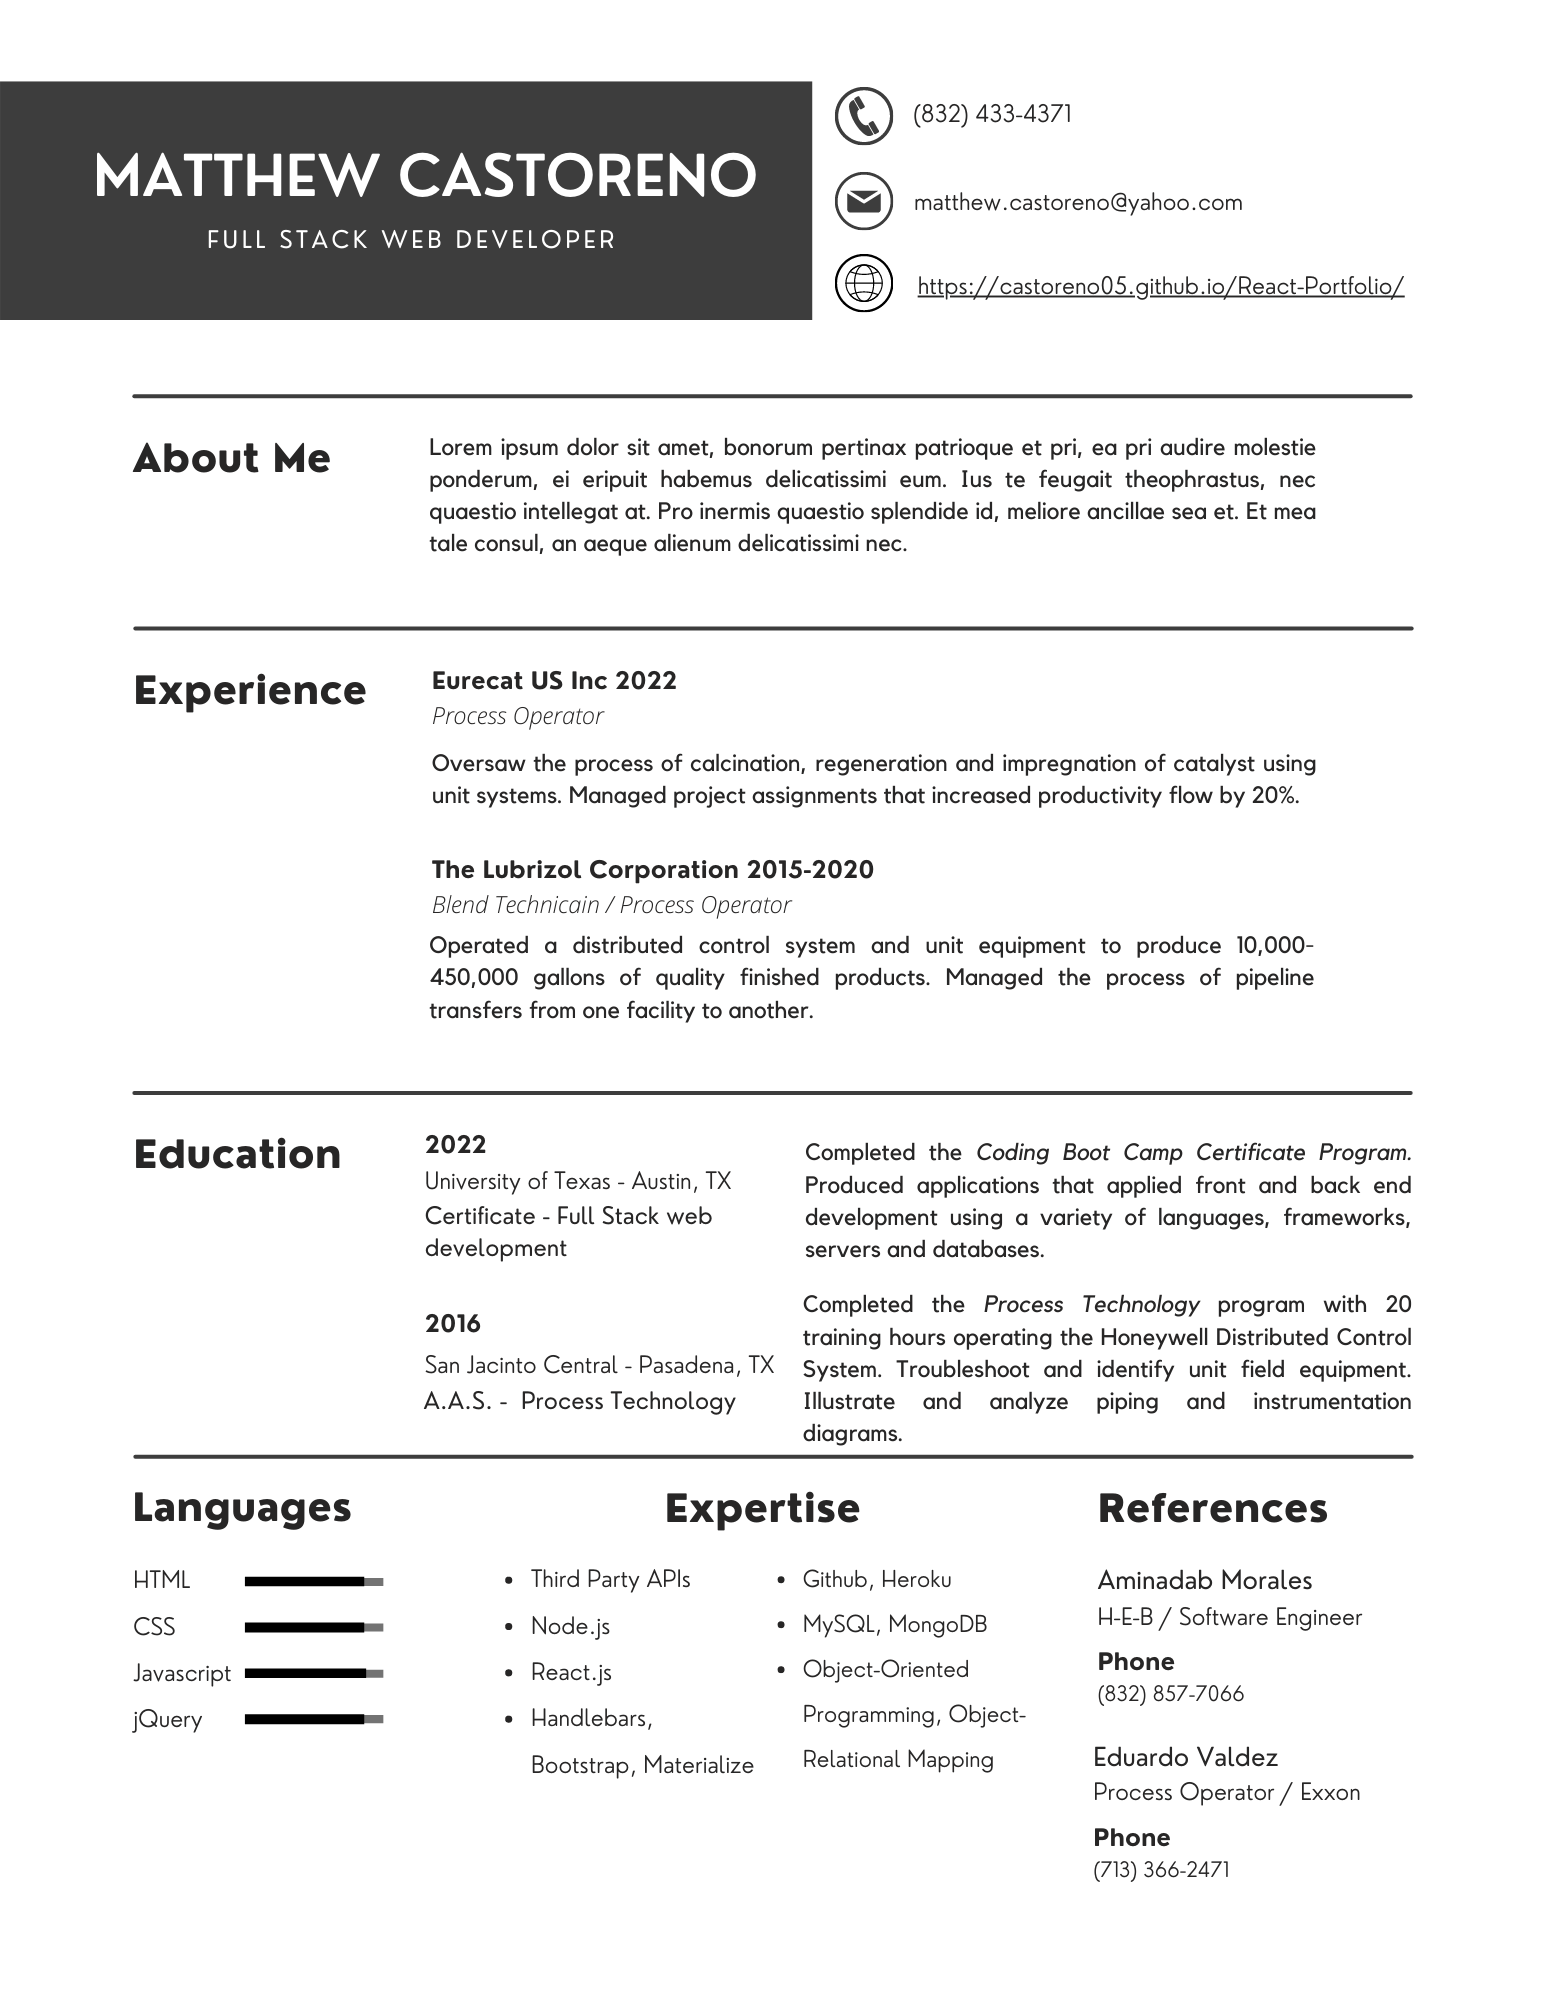 MATTHEW CASTORENO
FULL STACK WEB DEVELOPER
(832) 433-4371
matthew.castoreno@yahoo.com
https://castoreno05.github.io/React-Portfolio/
About Me
Lorem ipsum dolor sit amet, bonorum pertinax patrioque et pri, ea pri audire molestie
ponderum, ei eripuit habemus delicatissimi eum. Ius te feugait theophrastus, nec
quaestio intellegat at. Pro inermis quaestio splendide id, meliore ancillae sea et. Et mea
tale consul, an aeque alienum delicatissimi nec.
Experience
Eurecat US Inc 2022
Process Operator
Oversaw the process of calcination, regeneration and impregnation of catalyst using
unit systems. Managed project assignments that increased productivity flow by 20%.
The Lubrizol Corporation 2015-2020
Blend Technicain / Process Operator
Operated a distributed control system and unit equipment to produce 10,000-
450,000 gallons of quality finished products. Managed the process of pipeline
transfers from one facility to another.
Education
2022
University of Texas - Austin, TX
Certificate - Full Stack web
development
Completed the Coding Boot Camp Certificate Program.
Produced applications that applied front and back end
development using a variety of languages, frameworks,
servers and databases.
2016
San Jacinto Central - Pasadena, TX
A.A.S. - Process Technology
Completed the Process Technology program with 20
training hours operating the Honeywell Distributed Control
System. Troubleshoot and identify unit field equipment.
Illustrate and analyze piping and instrumentation
diagrams.
Languages
HTML
CSS
Javascript
jQuery
Expertise
• Third Party APIs
• Node.js
• React.js
• Handlebars,
Bootstrap, Materialize
• Github, Heroku
• MySQL, MongoDB
• Object-Oriented
Programming, Object-
Relational Mapping
References
Aminadab Morales
H-E-B / Software Engineer
Phone
(832) 857-7066
Eduardo Valdez
Process Operator / Exxon
Phone
(713) 366-2471